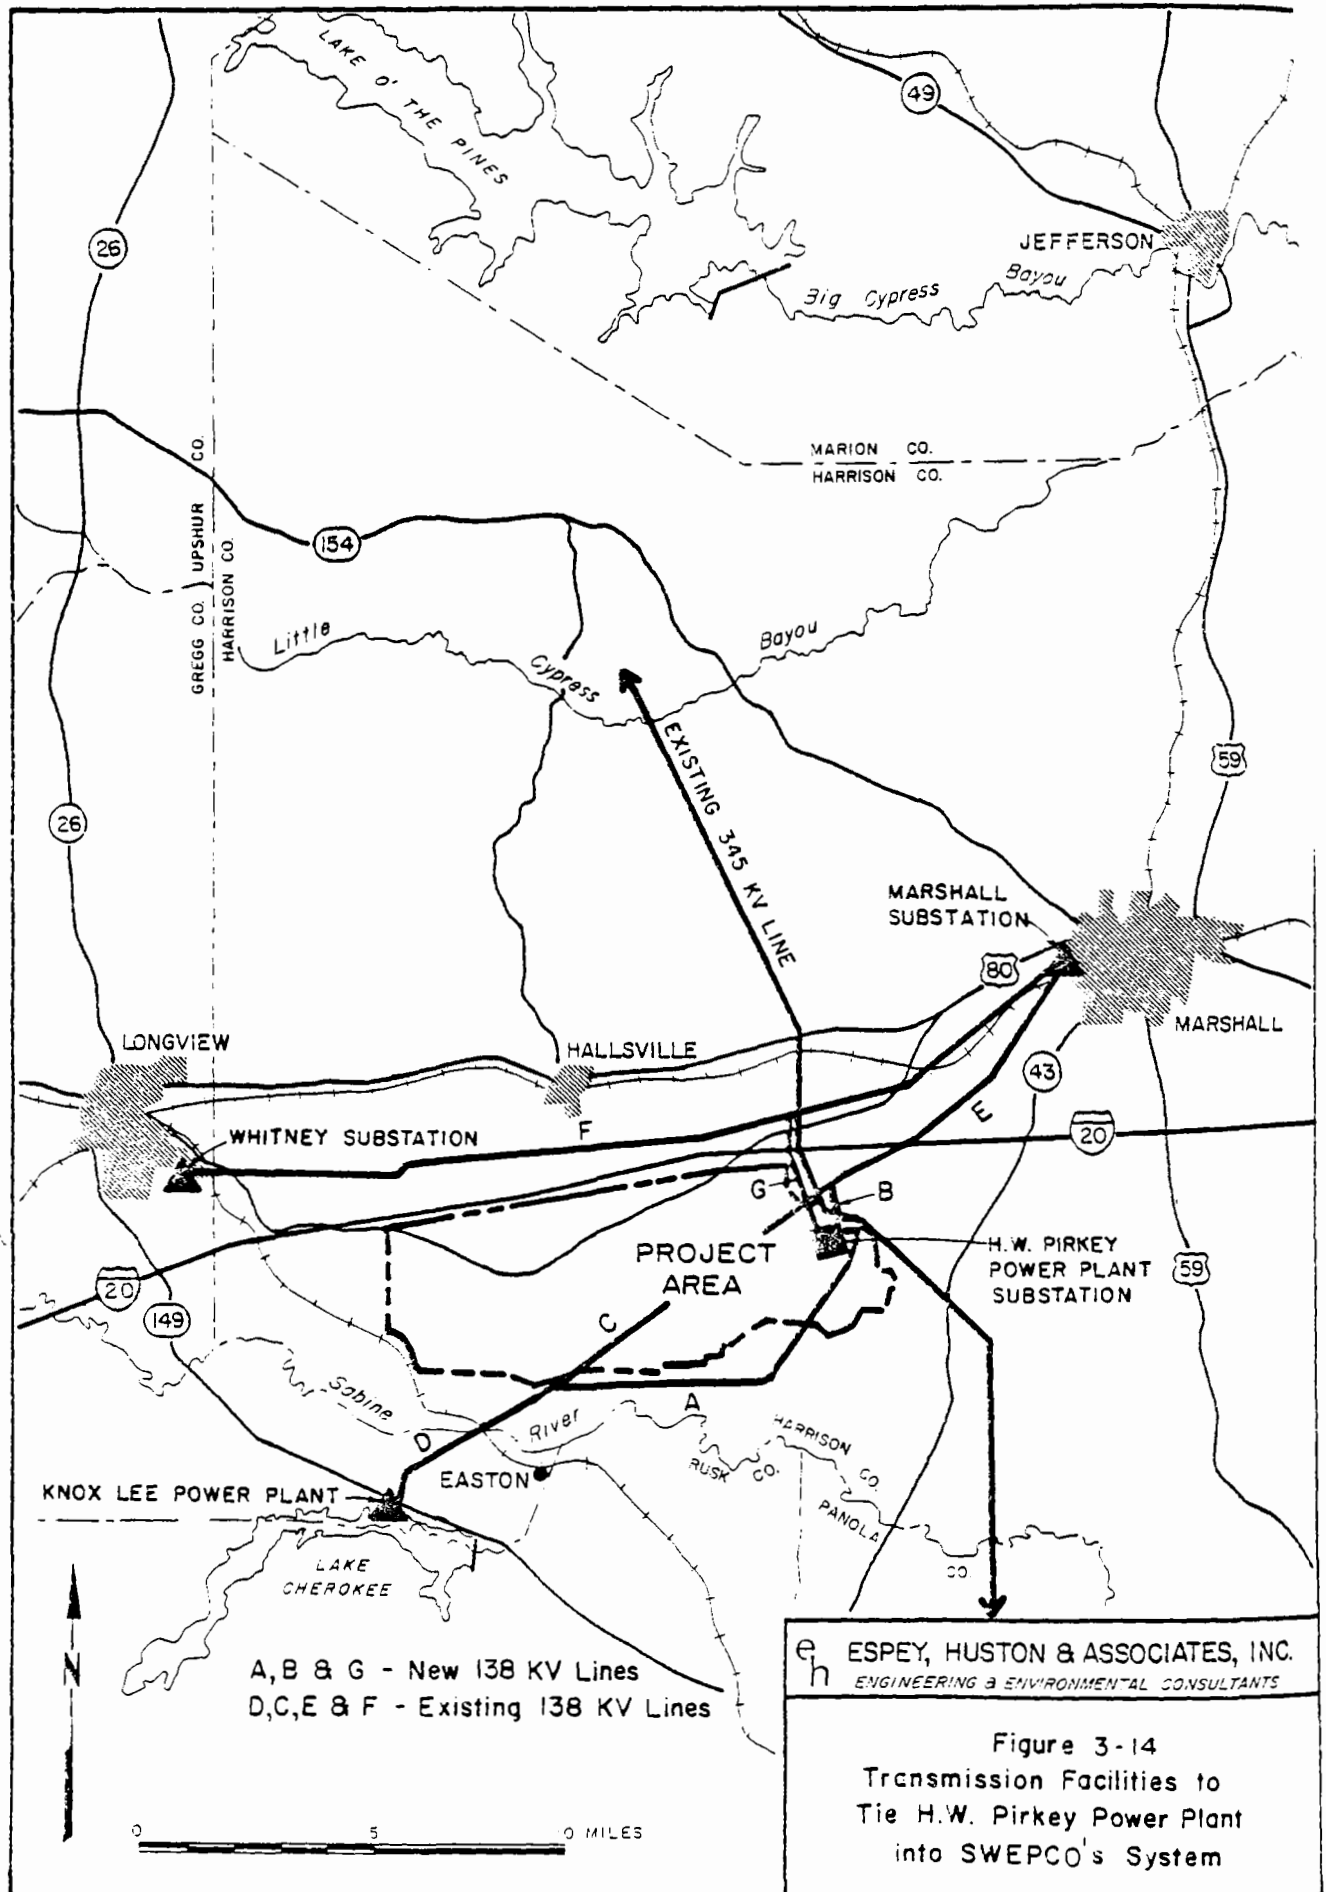 LAKE O' THE PINES
49
26
JEFFERSON
Big Cypress Bayou
MARION CO.
HARRISON CO.
GREGG CO. UPSHUR CO.
HARRISON CO.
154
Little Cypress Bayou
EXISTING 345 KV LINE
59
26
MARSHALL
SUBSTATION
80
MARSHALL
LONGVIEW
HALLSVILLE
43
WHITNEY SUBSTATION
F
E
20
G
B
PROJECT
AREA
H.W. PIRKEY
POWER PLANT
SUBSTATION
59
20
149
C
Sabine River
A
D
HARRISON CO.
RUSK CO.
PANOLA CO.
EASTON
KNOX LEE POWER PLANT
LAKE
CHEROKEE
N
A,B & G - New 138 KV Lines
D,C,E & F - Existing 138 KV Lines
0 5 0 MILES
eh ESPEY, HUSTON & ASSOCIATES, INC.
ENGINEERING & ENVIRONMENTAL CONSULTANTS
Figure 3-14
Transmission Facilities to
Tie H.W. Pirkey Power Plant
into SWEPCO's System